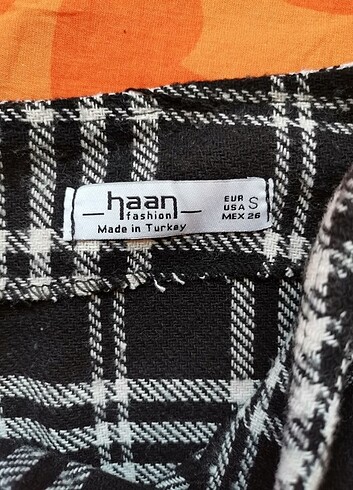 haan
fashion
Made in Turkey
EUR
USA S
MEX 26